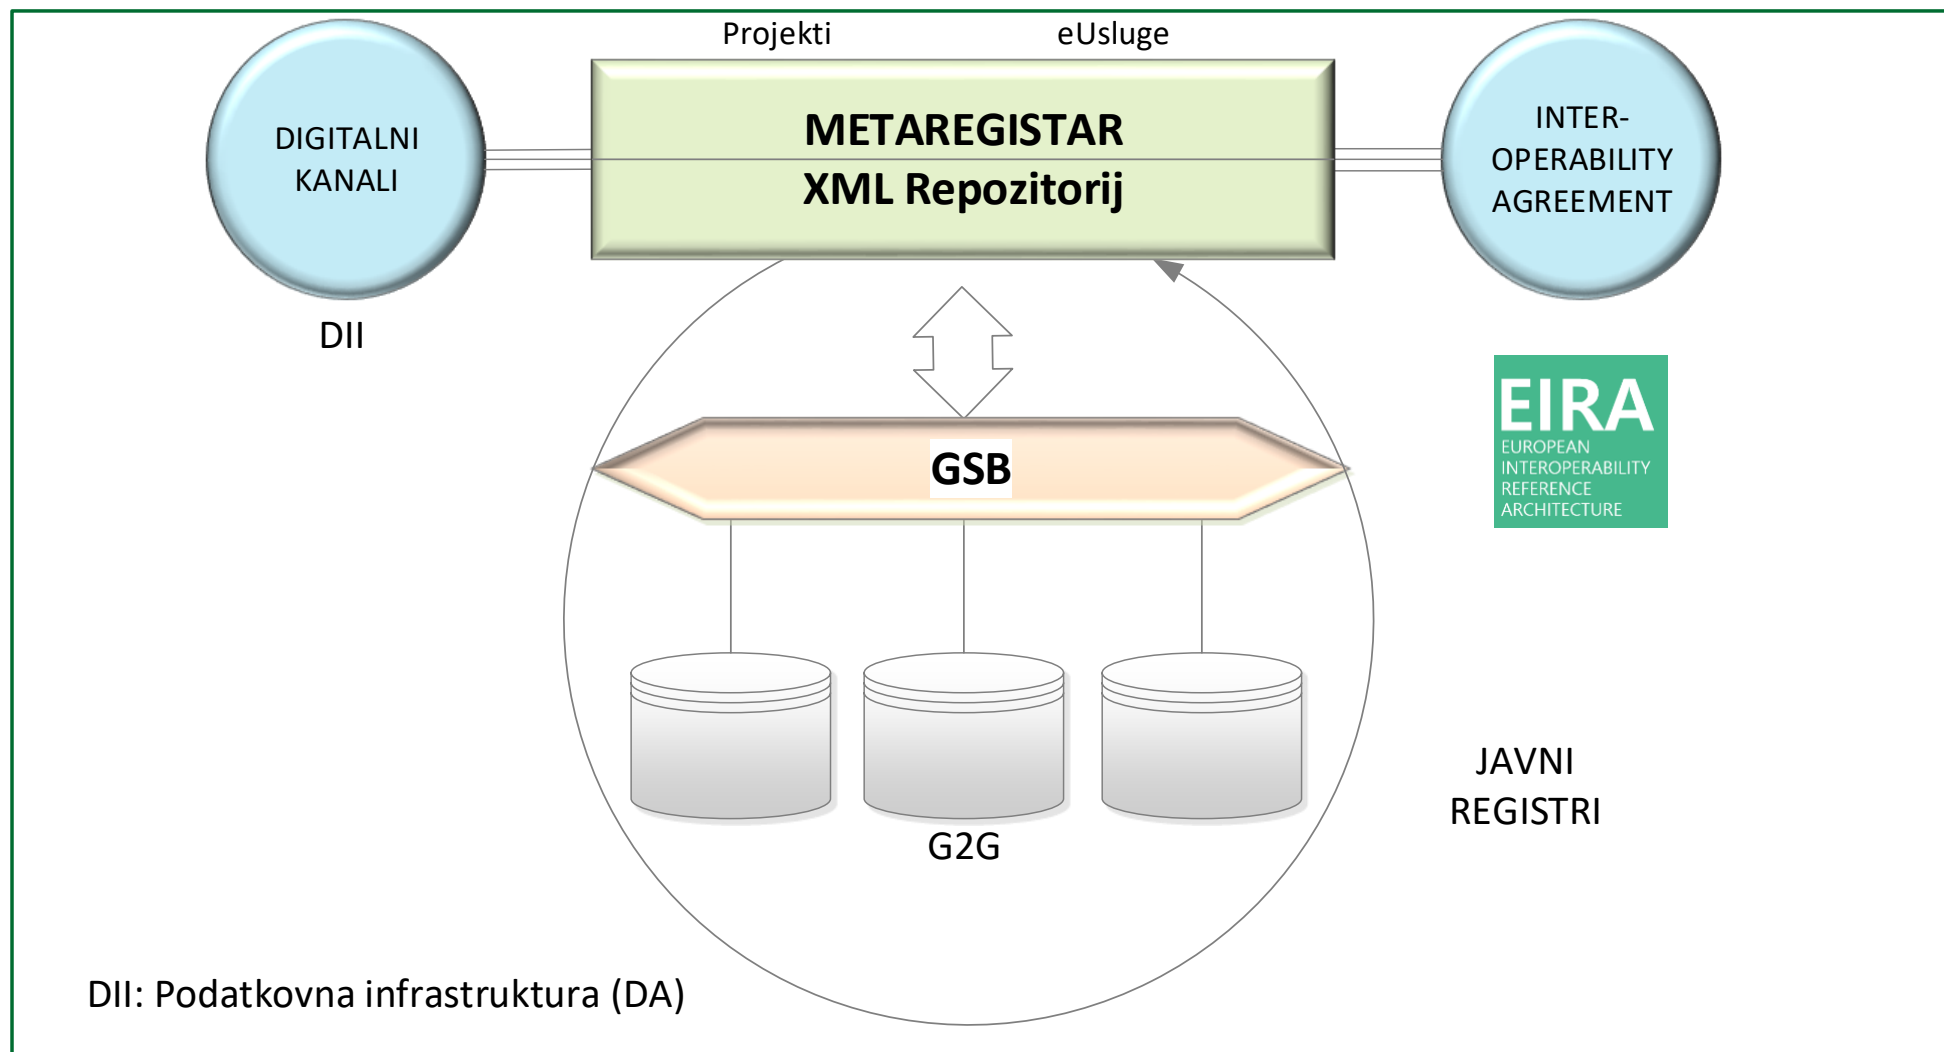 Projekti
eUsluge
DIGITALNI
KANALI
METAREGISTAR
XML Repozitorij
INTER-
OPERABILITY
AGREEMENT
DII
EIRA
EUROPEAN
INTEROPERABILITY
REFERENCE
ARCHITECTURE
GSB
JAVNI
REGISTRI
G2G
DII: Podatkovna infrastruktura (DA)